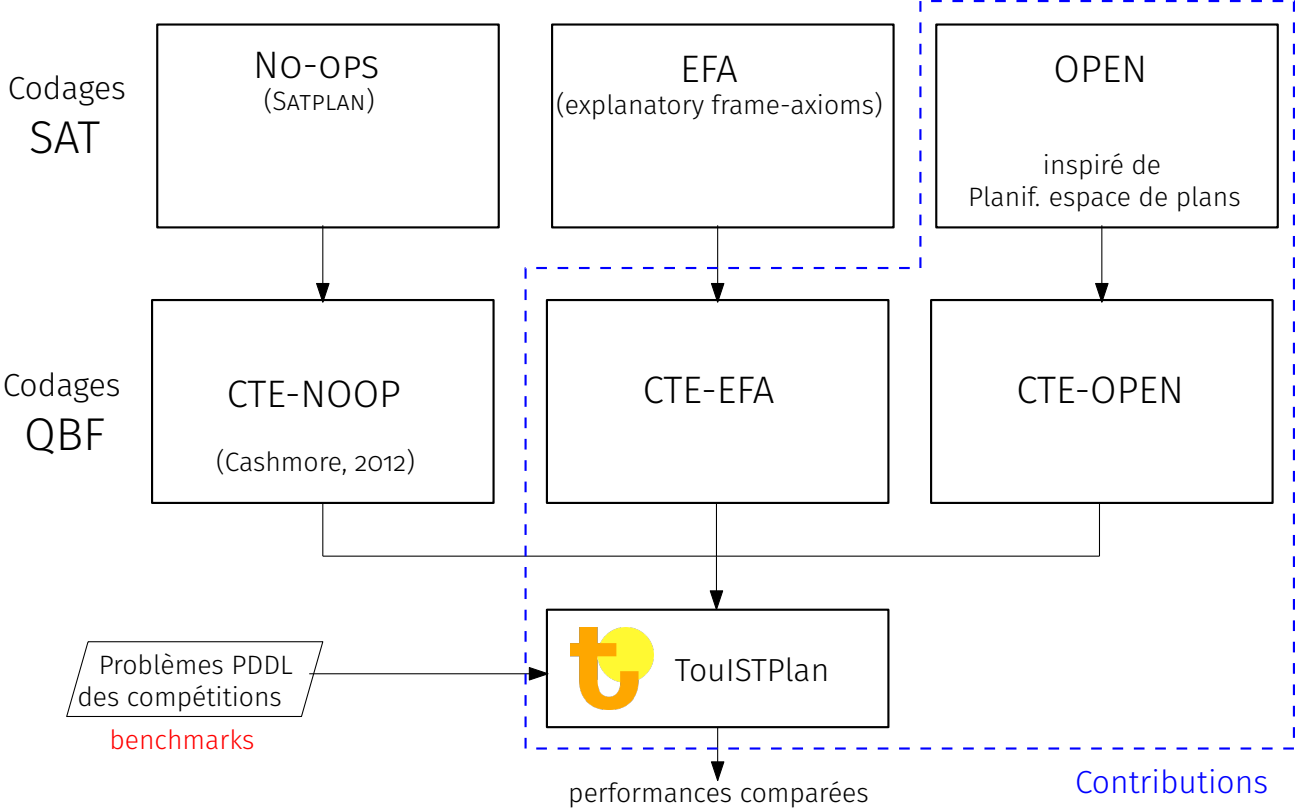 Codages
SAT
No-ops
(Satplan)
EFA
(explanatory frame-axioms)
OPEN
inspiré de
Planif. espace de plans
Codages
QBF
CTE-NOOP
(Cashmore, 2012)
CTE-EFA
CTE-OPEN
Problèmes PDDL
des compétitions
benchmarks
TouISTPlan
performances comparées
Contributions